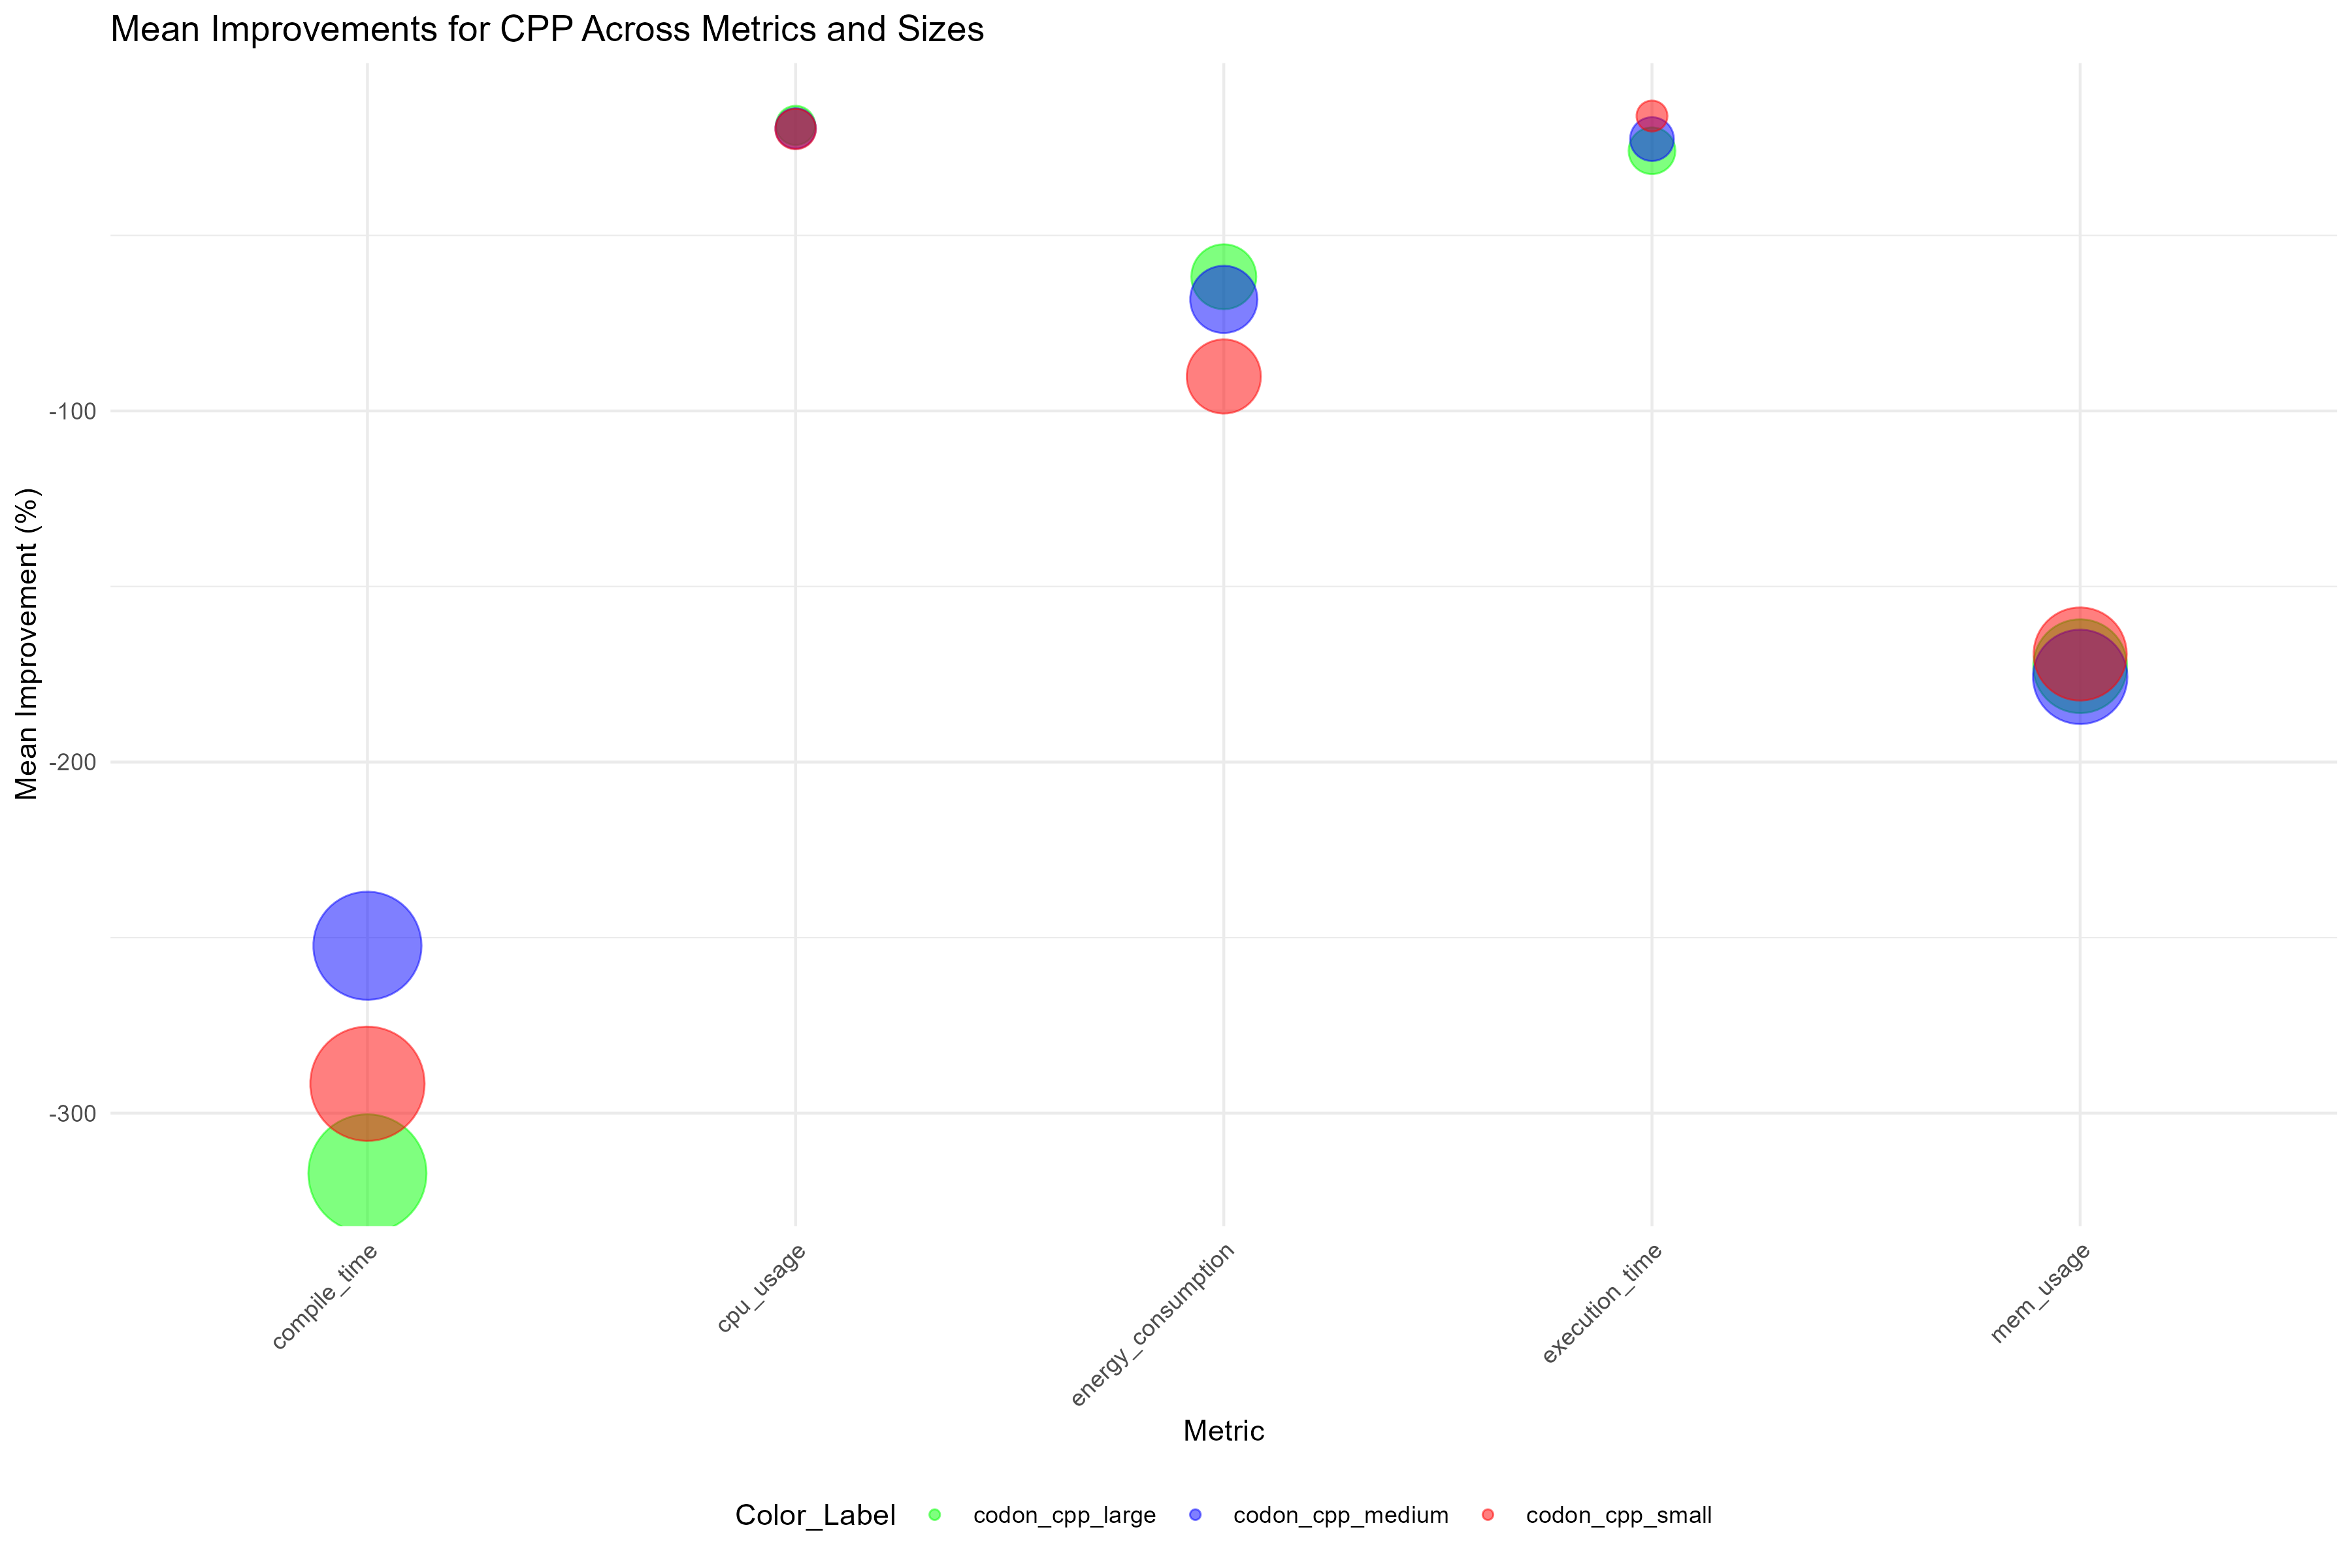 Mean Improvements for CPP Across Metrics and Sizes
Mean Improvement (%)
-100
-200
-300
compile_time
cpu_usage
energy_consumption
execution_time
mem_usage
Metric
Color_Label codon_cpp_large codon_cpp_medium codon_cpp_small